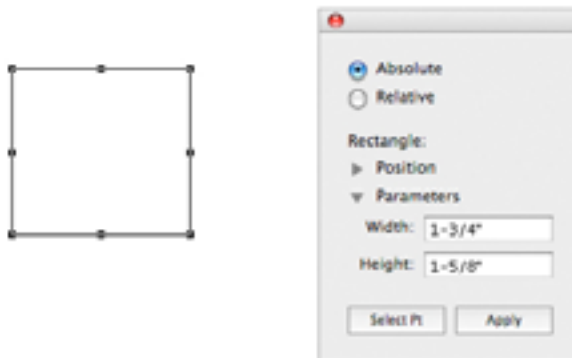 Absolute
Relative
Rectangle:
Position
Parameters
Width: 1-3/4"
Height: 1-5/8"
Select Pt Apply